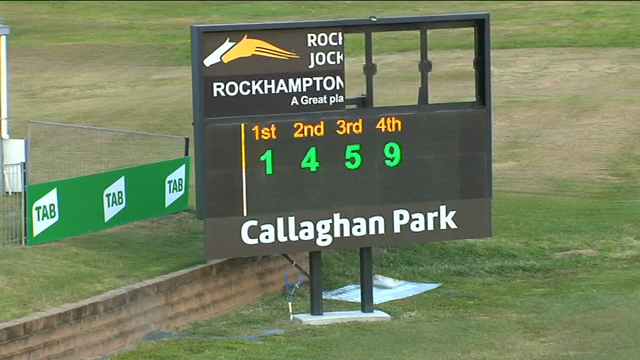 ROCK
JOCK
ROCKHAMPTON
A Great pla
1st 2nd 3rd 4th
1 4 5 9
Callaghan Park
TAB TAB TAB